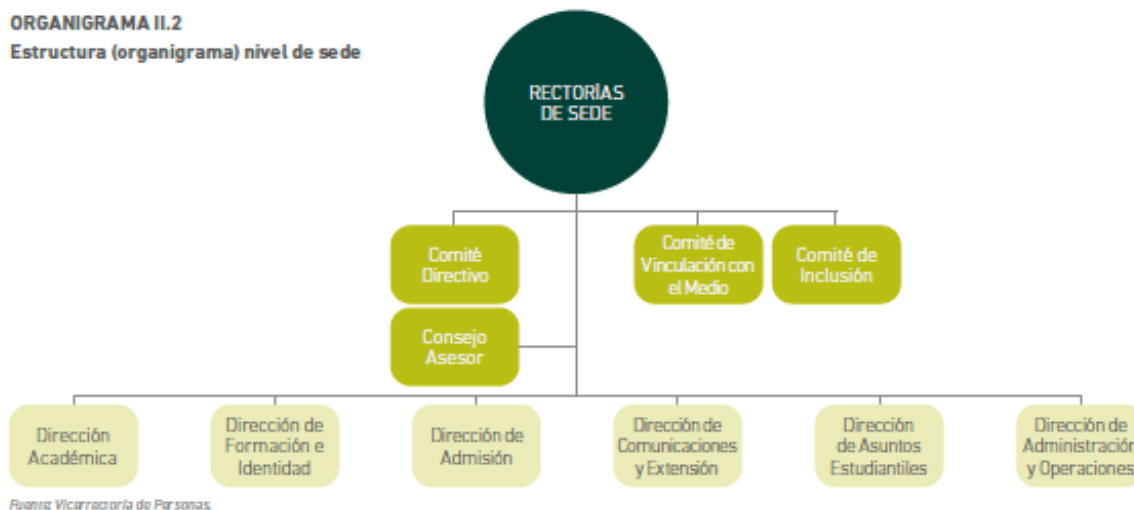 ORGANIGRAMA II.2
Estructura (organigrama) nivel de sede
RECTORÍAS
DE SEDE
Comité
Directivo
Comité de
Vinculación con
el Medio
Comité de
Inclusión
Consejo
Asesor
Dirección
Académica
Dirección de
Formación e
Identidad
Dirección de
Admisión
Dirección de
Comunicaciones
y Extensión
Dirección
de Asuntos
Estudiantiles
Dirección de
Administración
y Operaciones
Fuente: Vicerrectoría de Personas.